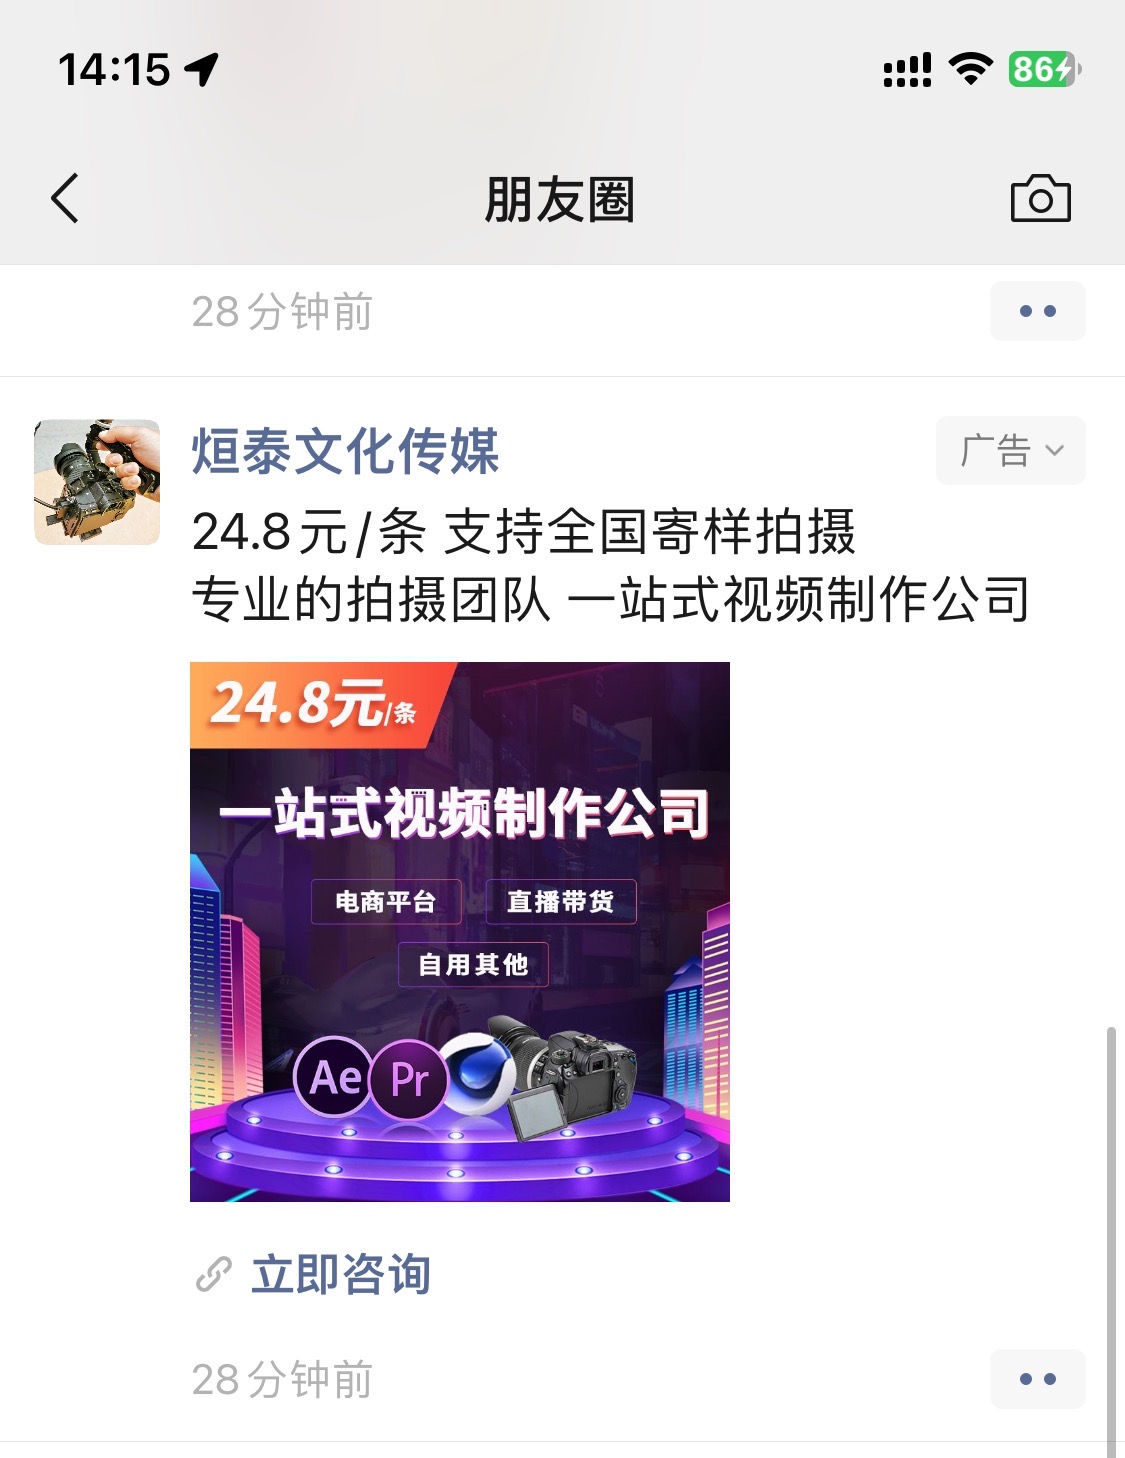 14:15
86
朋友圈
28分钟前
烜泰文化传媒
广告
24.8元/条 支持全国寄样拍摄
专业的拍摄团队 一站式视频制作公司
24.8元/条
一站式视频制作公司
电商平台 直播带货
自用其他
Ae Pr
立即咨询
28分钟前